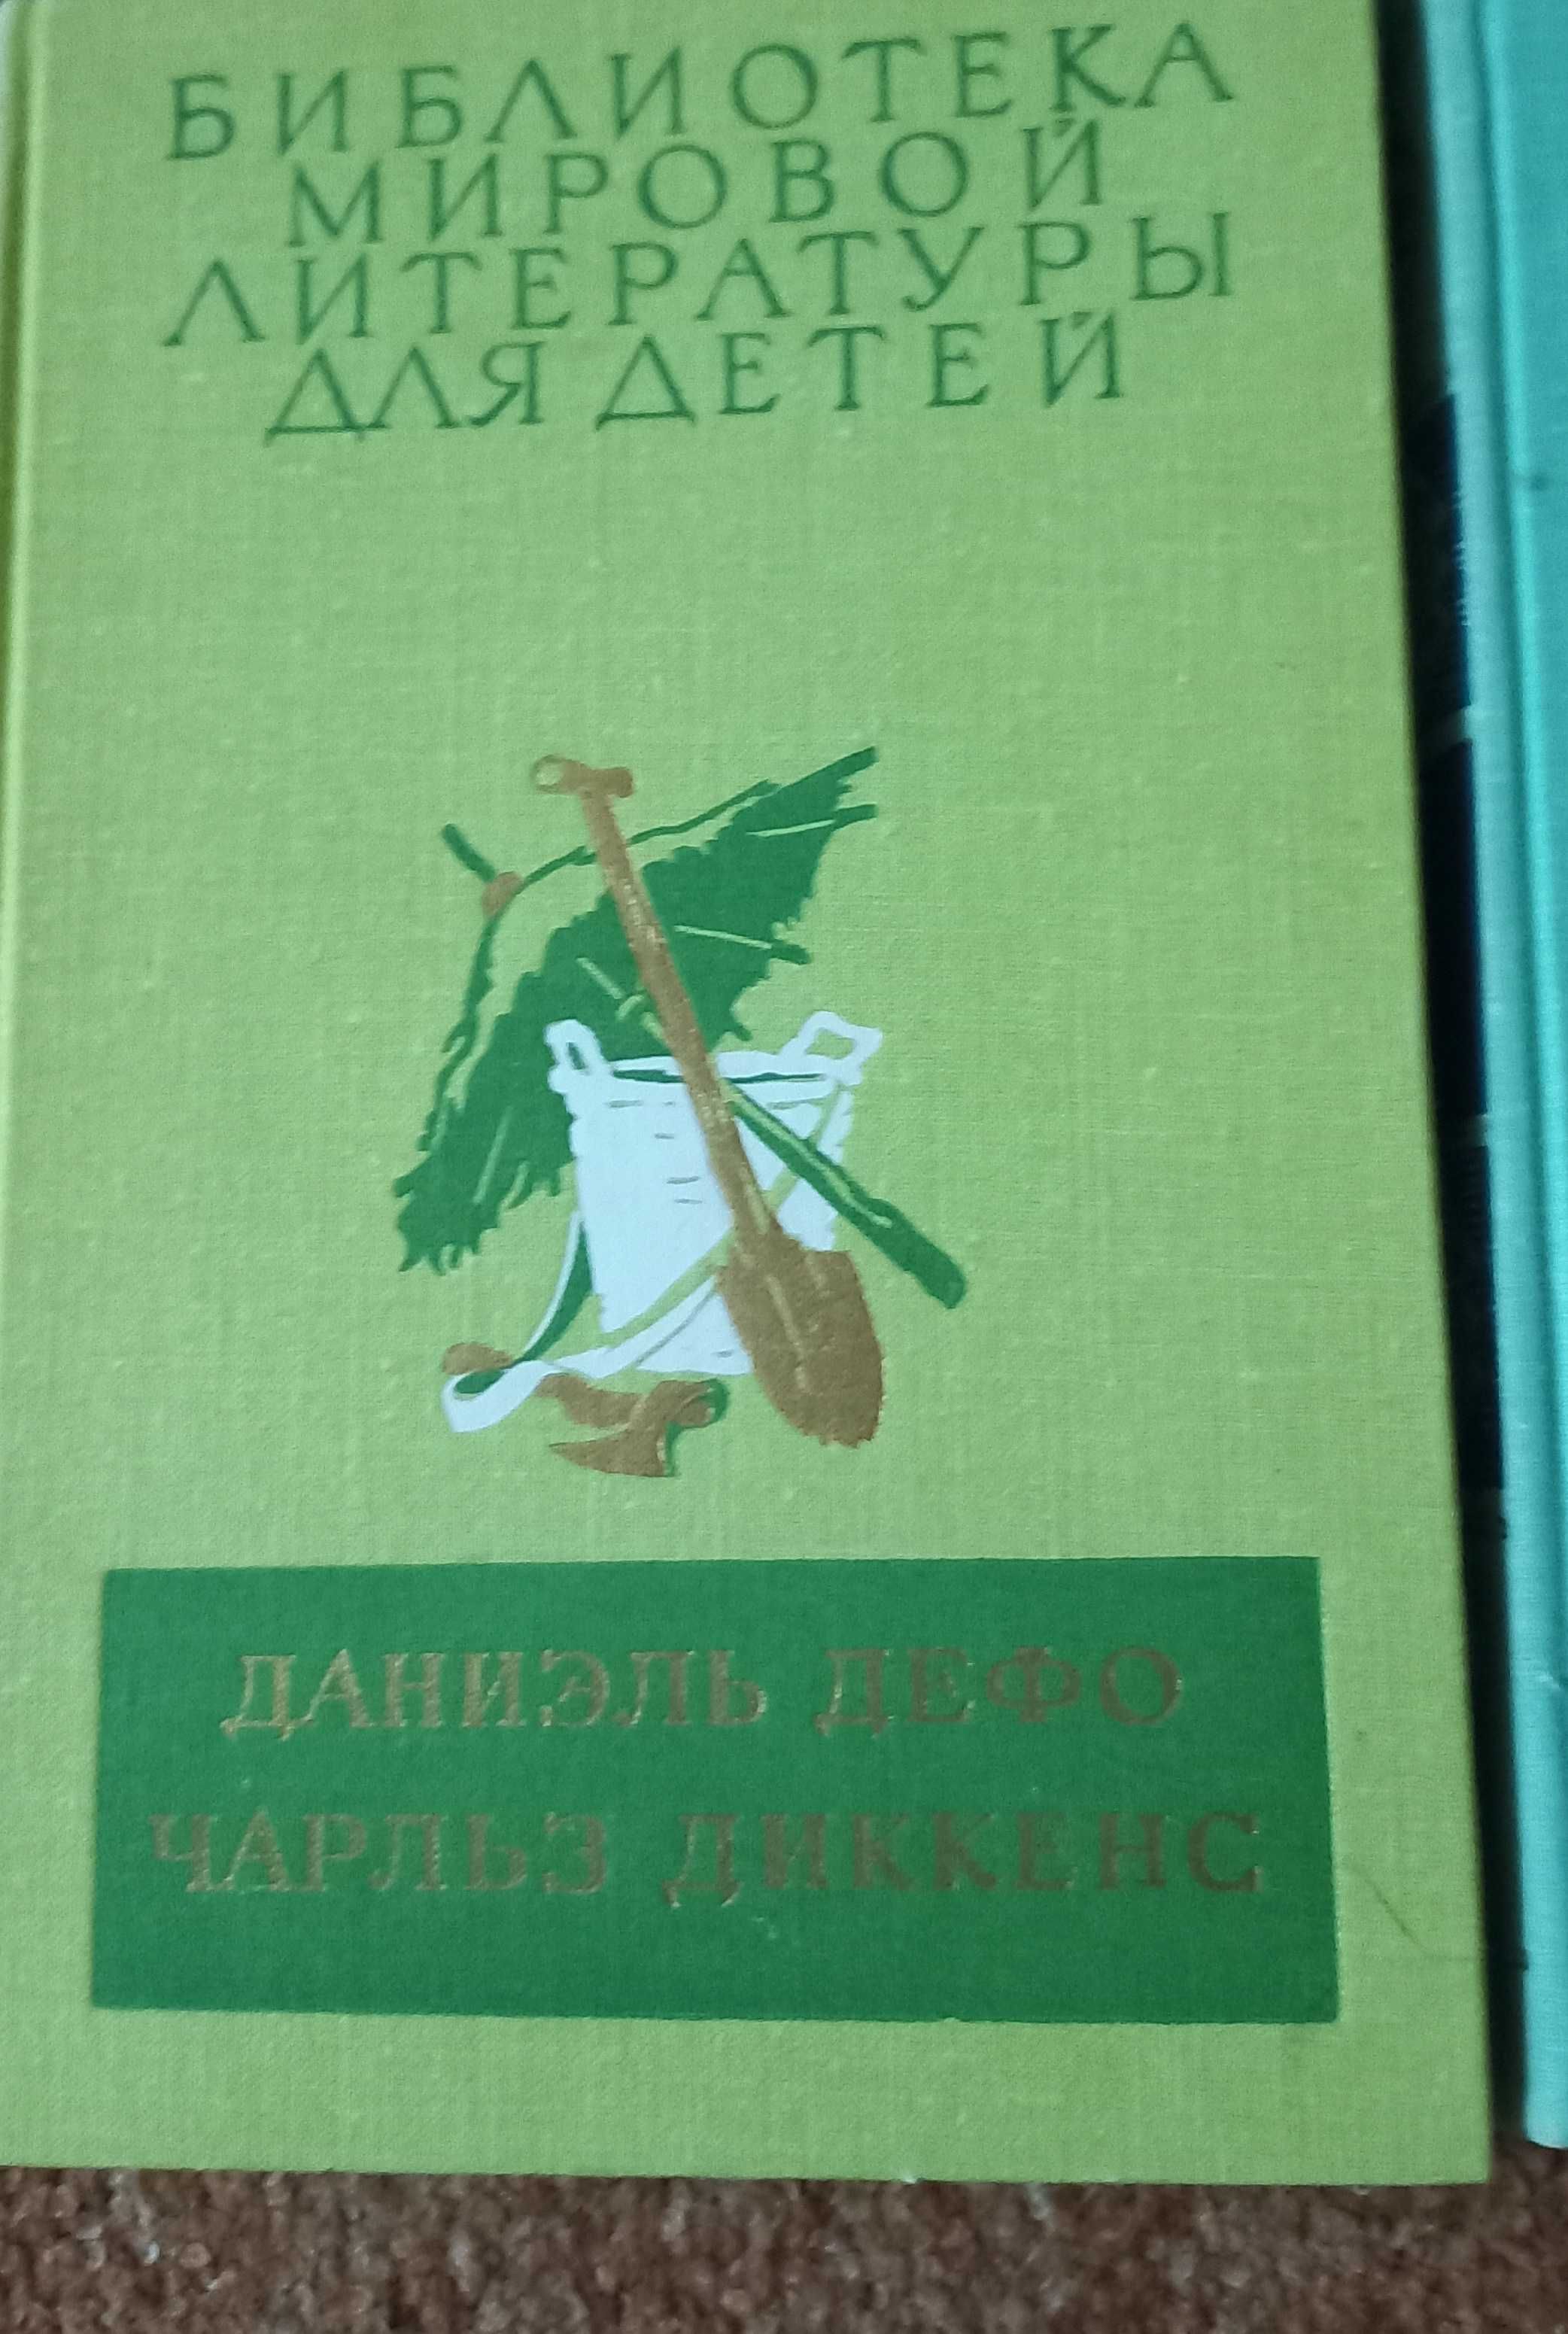 БИБЛИОТЕКА
МИРОВОЙ
ЛИТЕРАТУРЫ
ДЛЯ ДЕТЕЙ
ДАНИЭЛЬ ДЕФО
ЧАРЛЬЗ ДИККЕНС